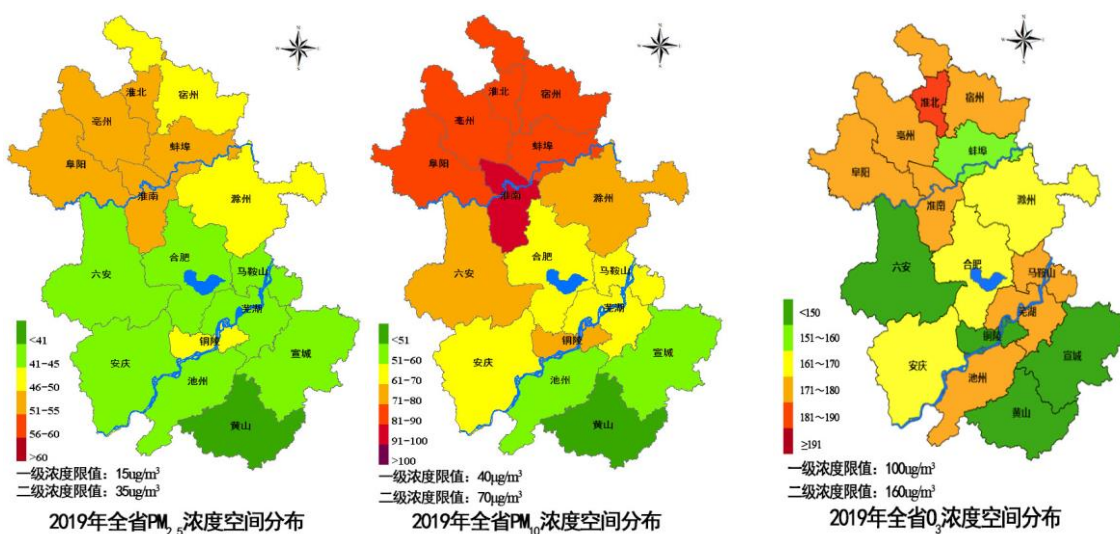 淮北
宿州
亳州
蚌埠
阜阳
淮南
滁州
合肥
六安
马鞍山
芜湖
铜陵
安庆
池州
宣城
黄山
<41
41-45
46-50
51-55
56-60
>60
一级浓度限值：15ug/m³
二级浓度限值：35ug/m³
2019年全省PM2.5浓度空间分布
淮北
宿州
亳州
蚌埠
阜阳
淮南
滁州
合肥
六安
马鞍山
芜湖
铜陵
安庆
池州
宣城
黄山
<51
51-60
61-70
71-80
81-90
91-100
>100
一级浓度限值：40μg/m³
二级浓度限值：70μg/m³
2019年全省PM10浓度空间分布
淮北
宿州
亳州
蚌埠
阜阳
淮南
滁州
合肥
六安
马鞍山
芜湖
铜陵
安庆
池州
宣城
黄山
<150
151～160
161～170
171～180
181～190
≥191
一级浓度限值：100ug/m³
二级浓度限值：160ug/m³
2019年全省O3浓度空间分布